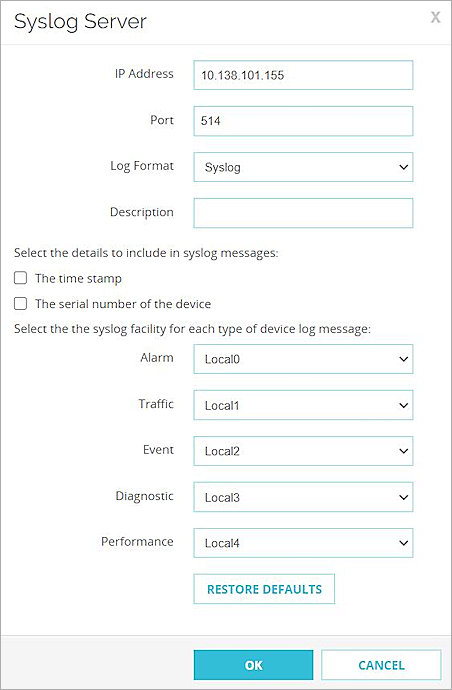 Syslog Server
X
IP Address
10.138.101.155
Port
514
Log Format
Syslog
Description
Select the details to include in syslog messages:
The time stamp
The serial number of the device
Select the the syslog facility for each type of device log message:
Alarm
Local0
Traffic
Local1
Event
Local2
Diagnostic
Local3
Performance
Local4
RESTORE DEFAULTS
OK
CANCEL